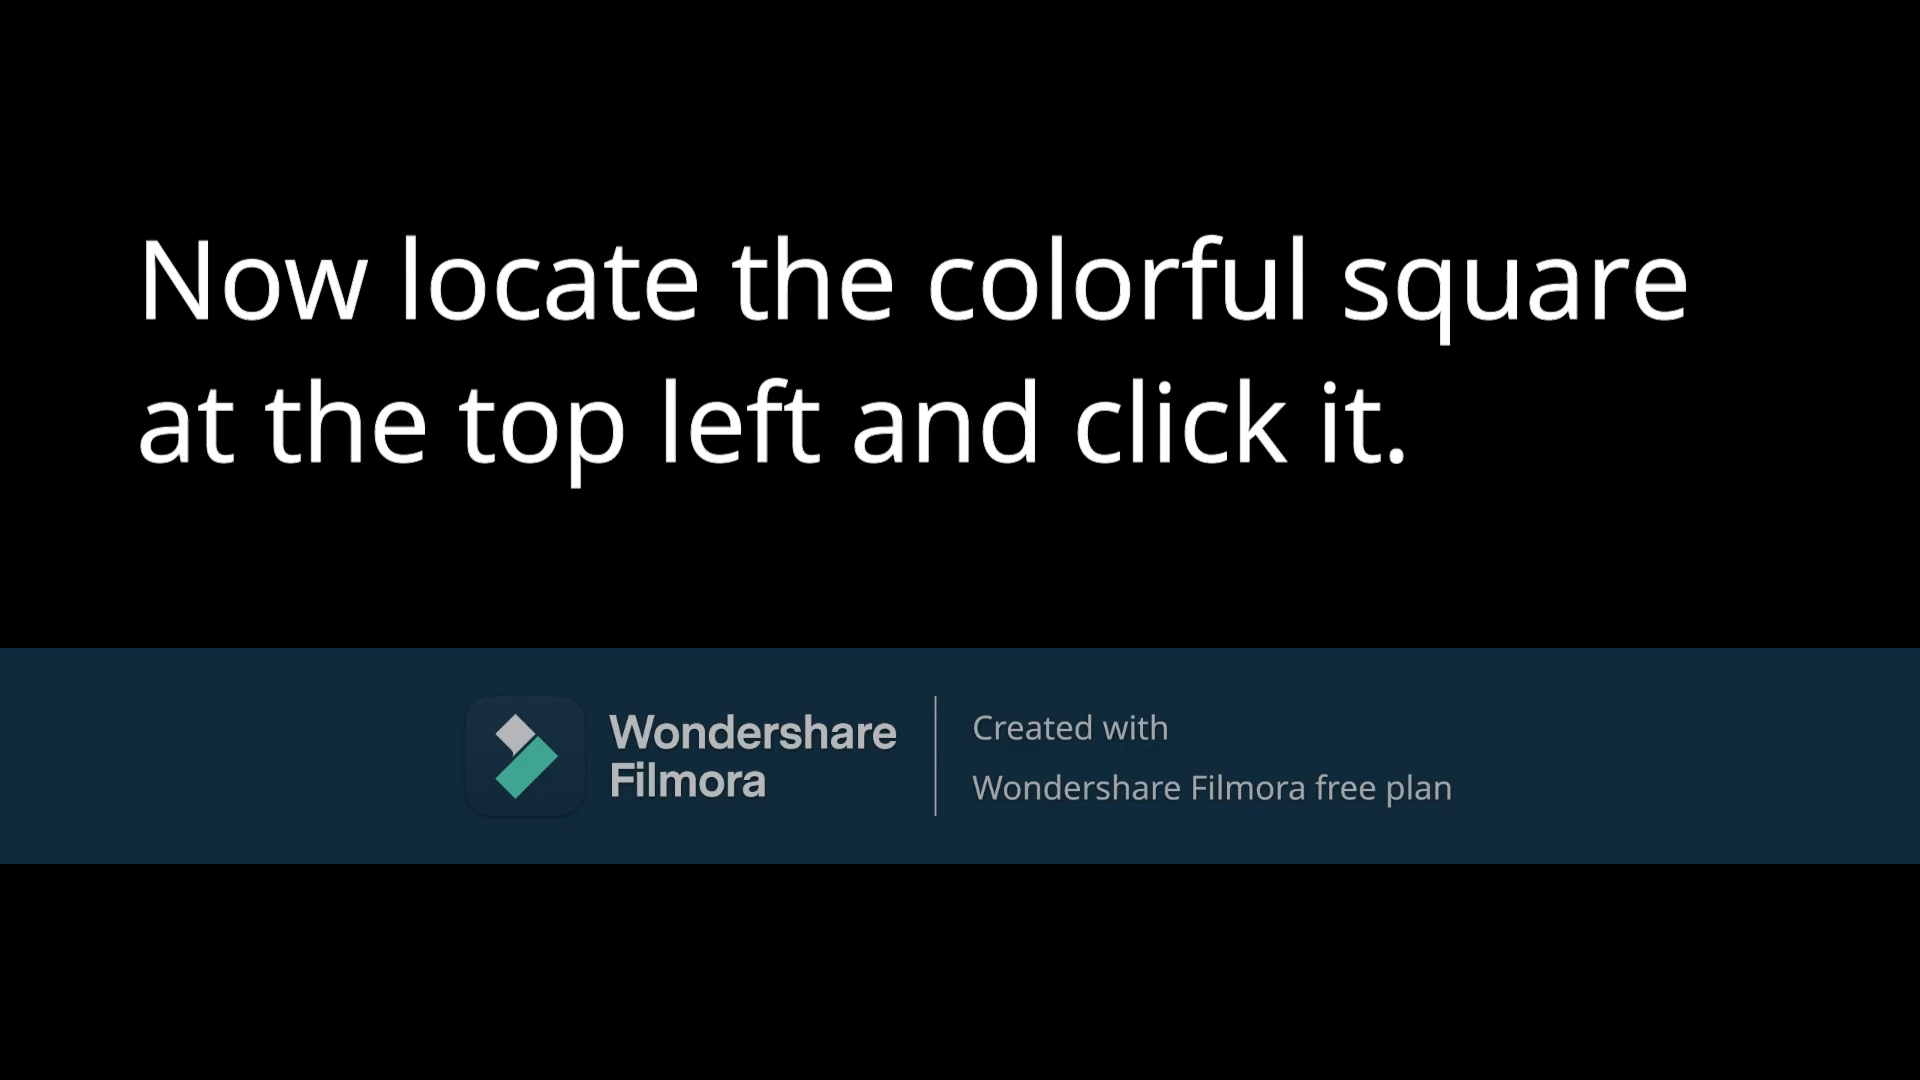 Now locate the colorful square
at the top left and click it.
Wondershare
Filmora
Created with
Wondershare Filmora free plan